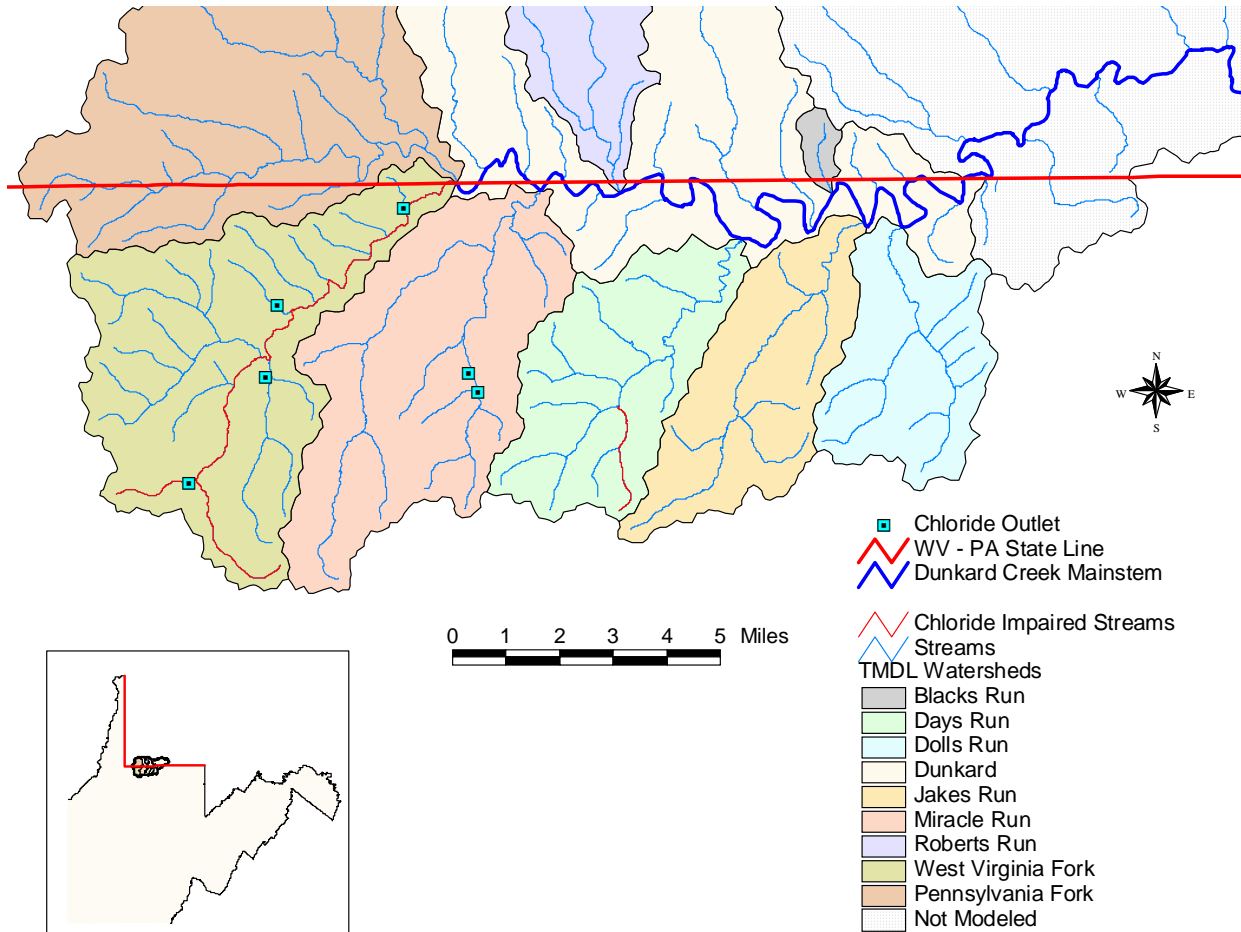 N
W E
S
Chloride Outlet
WV - PA State Line
Dunkard Creek Mainstem
Chloride Impaired Streams
Streams
TMDL Watersheds
Blacks Run
Days Run
Dolls Run
Dunkard
Jakes Run
Miracle Run
Roberts Run
West Virginia Fork
Pennsylvania Fork
Not Modeled
0 1 2 3 4 5 Miles